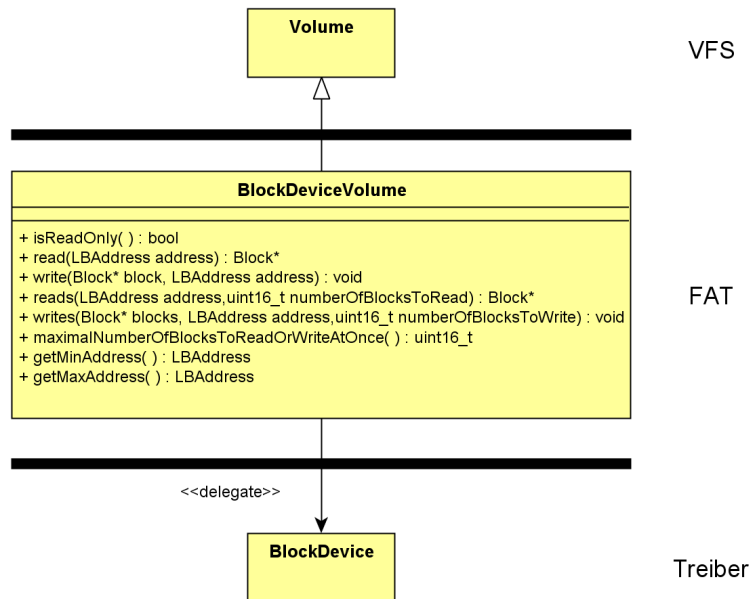 Volume
VFS
BlockDeviceVolume
+ isReadOnly( ) : bool
+ read(LBAddress address) : Block*
+ write(Block* block, LBAddress address) : void
+ reads(LBAddress address,uint16_t numberOfBlocksToRead) : Block*
+ writes(Block* blocks, LBAddress address,uint16_t numberOfBlocksToWrite) : void
+ maximalNumberOfBlocksToReadOrWriteAtOnce( ) : uint16_t
+ getMinAddress( ) : LBAddress
+ getMaxAddress( ) : LBAddress
FAT
<<delegate>>
BlockDevice
Treiber